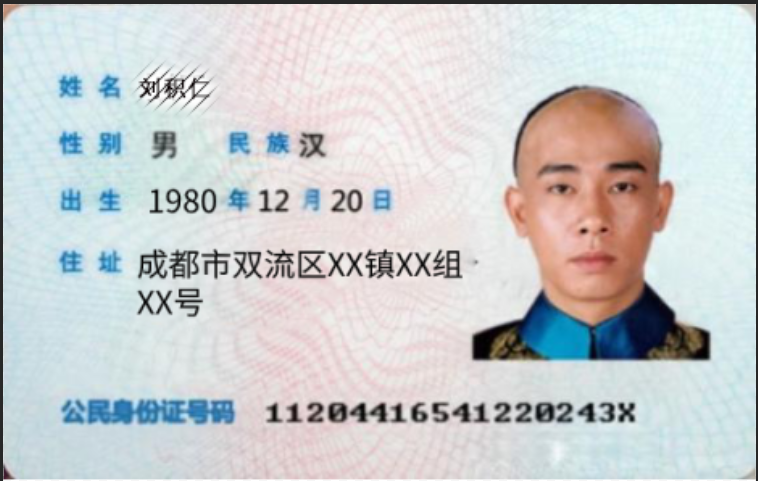 姓名 刘积仁
性别 男 民族 汉
出生 1980 年 12 月 20 日
住址 成都市双流区XX镇XX组
XX号
公民身份证号码 11204416541220243X